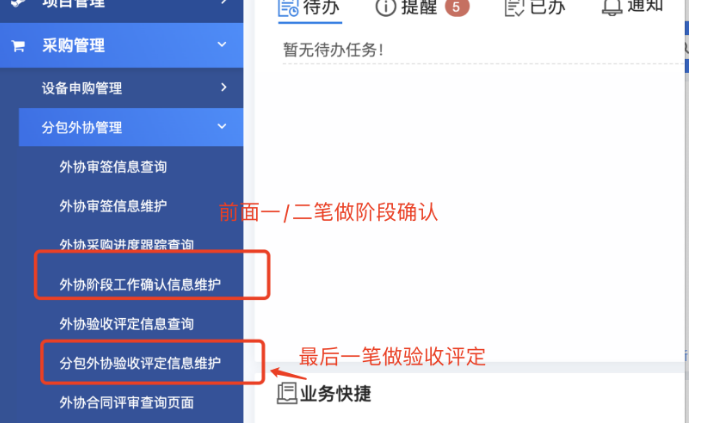 项目管理
待办
提醒 5
已办
通知
采购管理
暂无待办任务!
设备申购管理
分包外协管理
外协审签信息查询
外协审签信息维护
前面一/二笔做阶段确认
外协采购进度跟踪查询
外协阶段工作确认信息维护
外协验收评定信息查询
最后一笔做验收评定
分包外协验收评定信息维护
业务快捷
外协合同评审查询页面